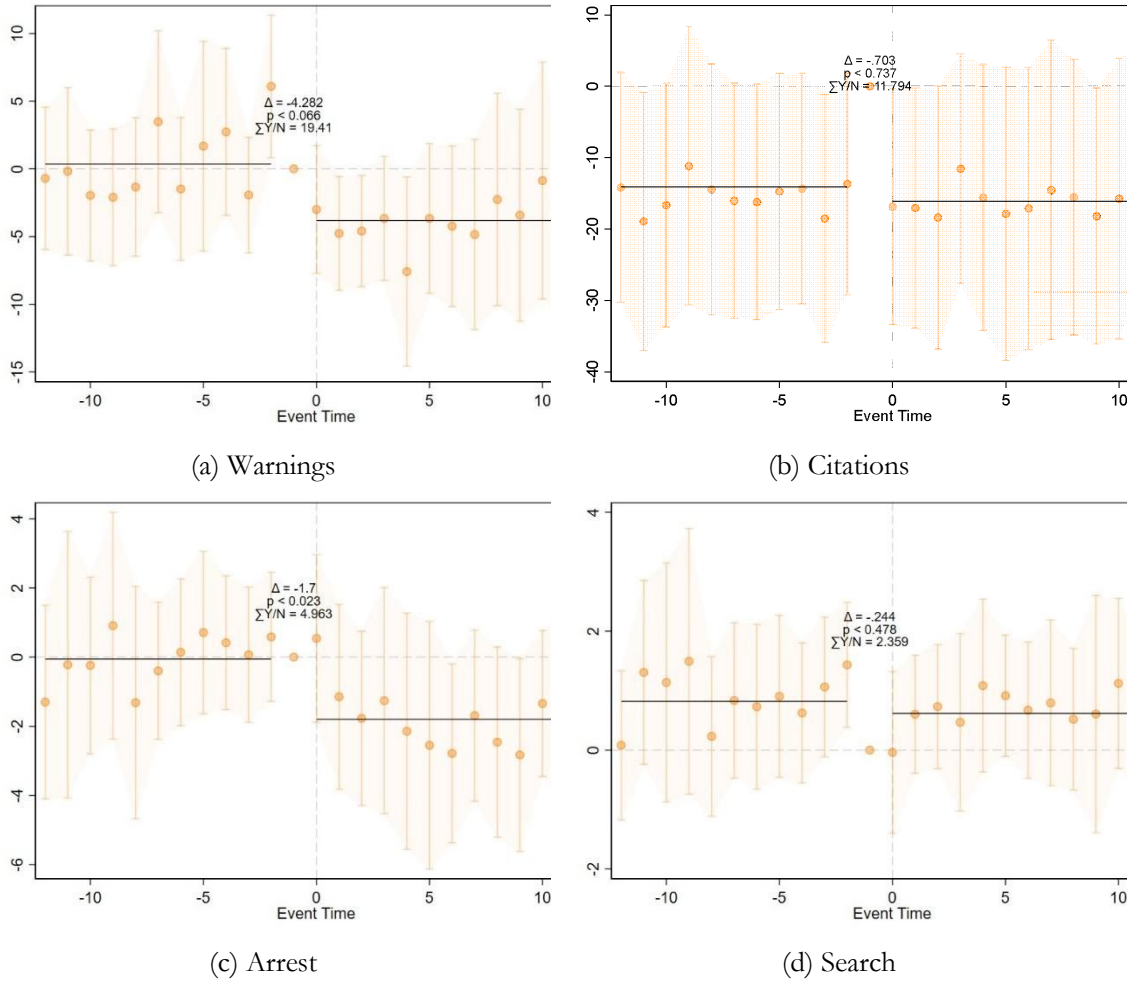 10
5
0
-5
-10
-15
Δ = -4.282
p < 0.066
∑Y/N = 19.41
-10 -5 0 5 10
Event Time
(a) Warnings
10
0
-10
-20
-30
-40
Δ = -.703
p < 0.737
∑Y/N = 11.794
-10 -5 0 5 10
Event Time
(b) Citations
4
2
0
-2
-4
-6
Δ = -1.7
p < 0.023
∑Y/N = 4.963
-10 -5 0 5 10
Event Time
(c) Arrest
4
2
0
-2
Δ = -.244
p < 0.478
∑Y/N = 2.359
-10 -5 0 5 10
Event Time
(d) Search